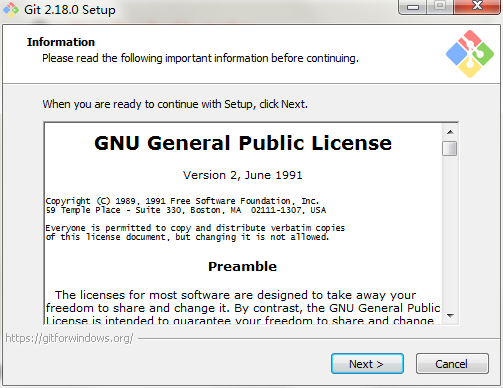 Git 2.18.0 Setup
Information
Please read the following important information before continuing.
When you are ready to continue with Setup, click Next.
GNU General Public License
Version 2, June 1991
Copyright (C) 1989, 1991 Free Software Foundation, Inc.
59 Temple Place - Suite 330, Boston, MA  02111-1307, USA
Everyone is permitted to copy and distribute verbatim copies
of this license document, but changing it is not allowed.
Preamble
The licenses for most software are designed to take away your
freedom to share and change it. By contrast, the GNU General Public
License is intended to guarantee your freedom to share and change
https://gitforwindows.org/
Next >
Cancel